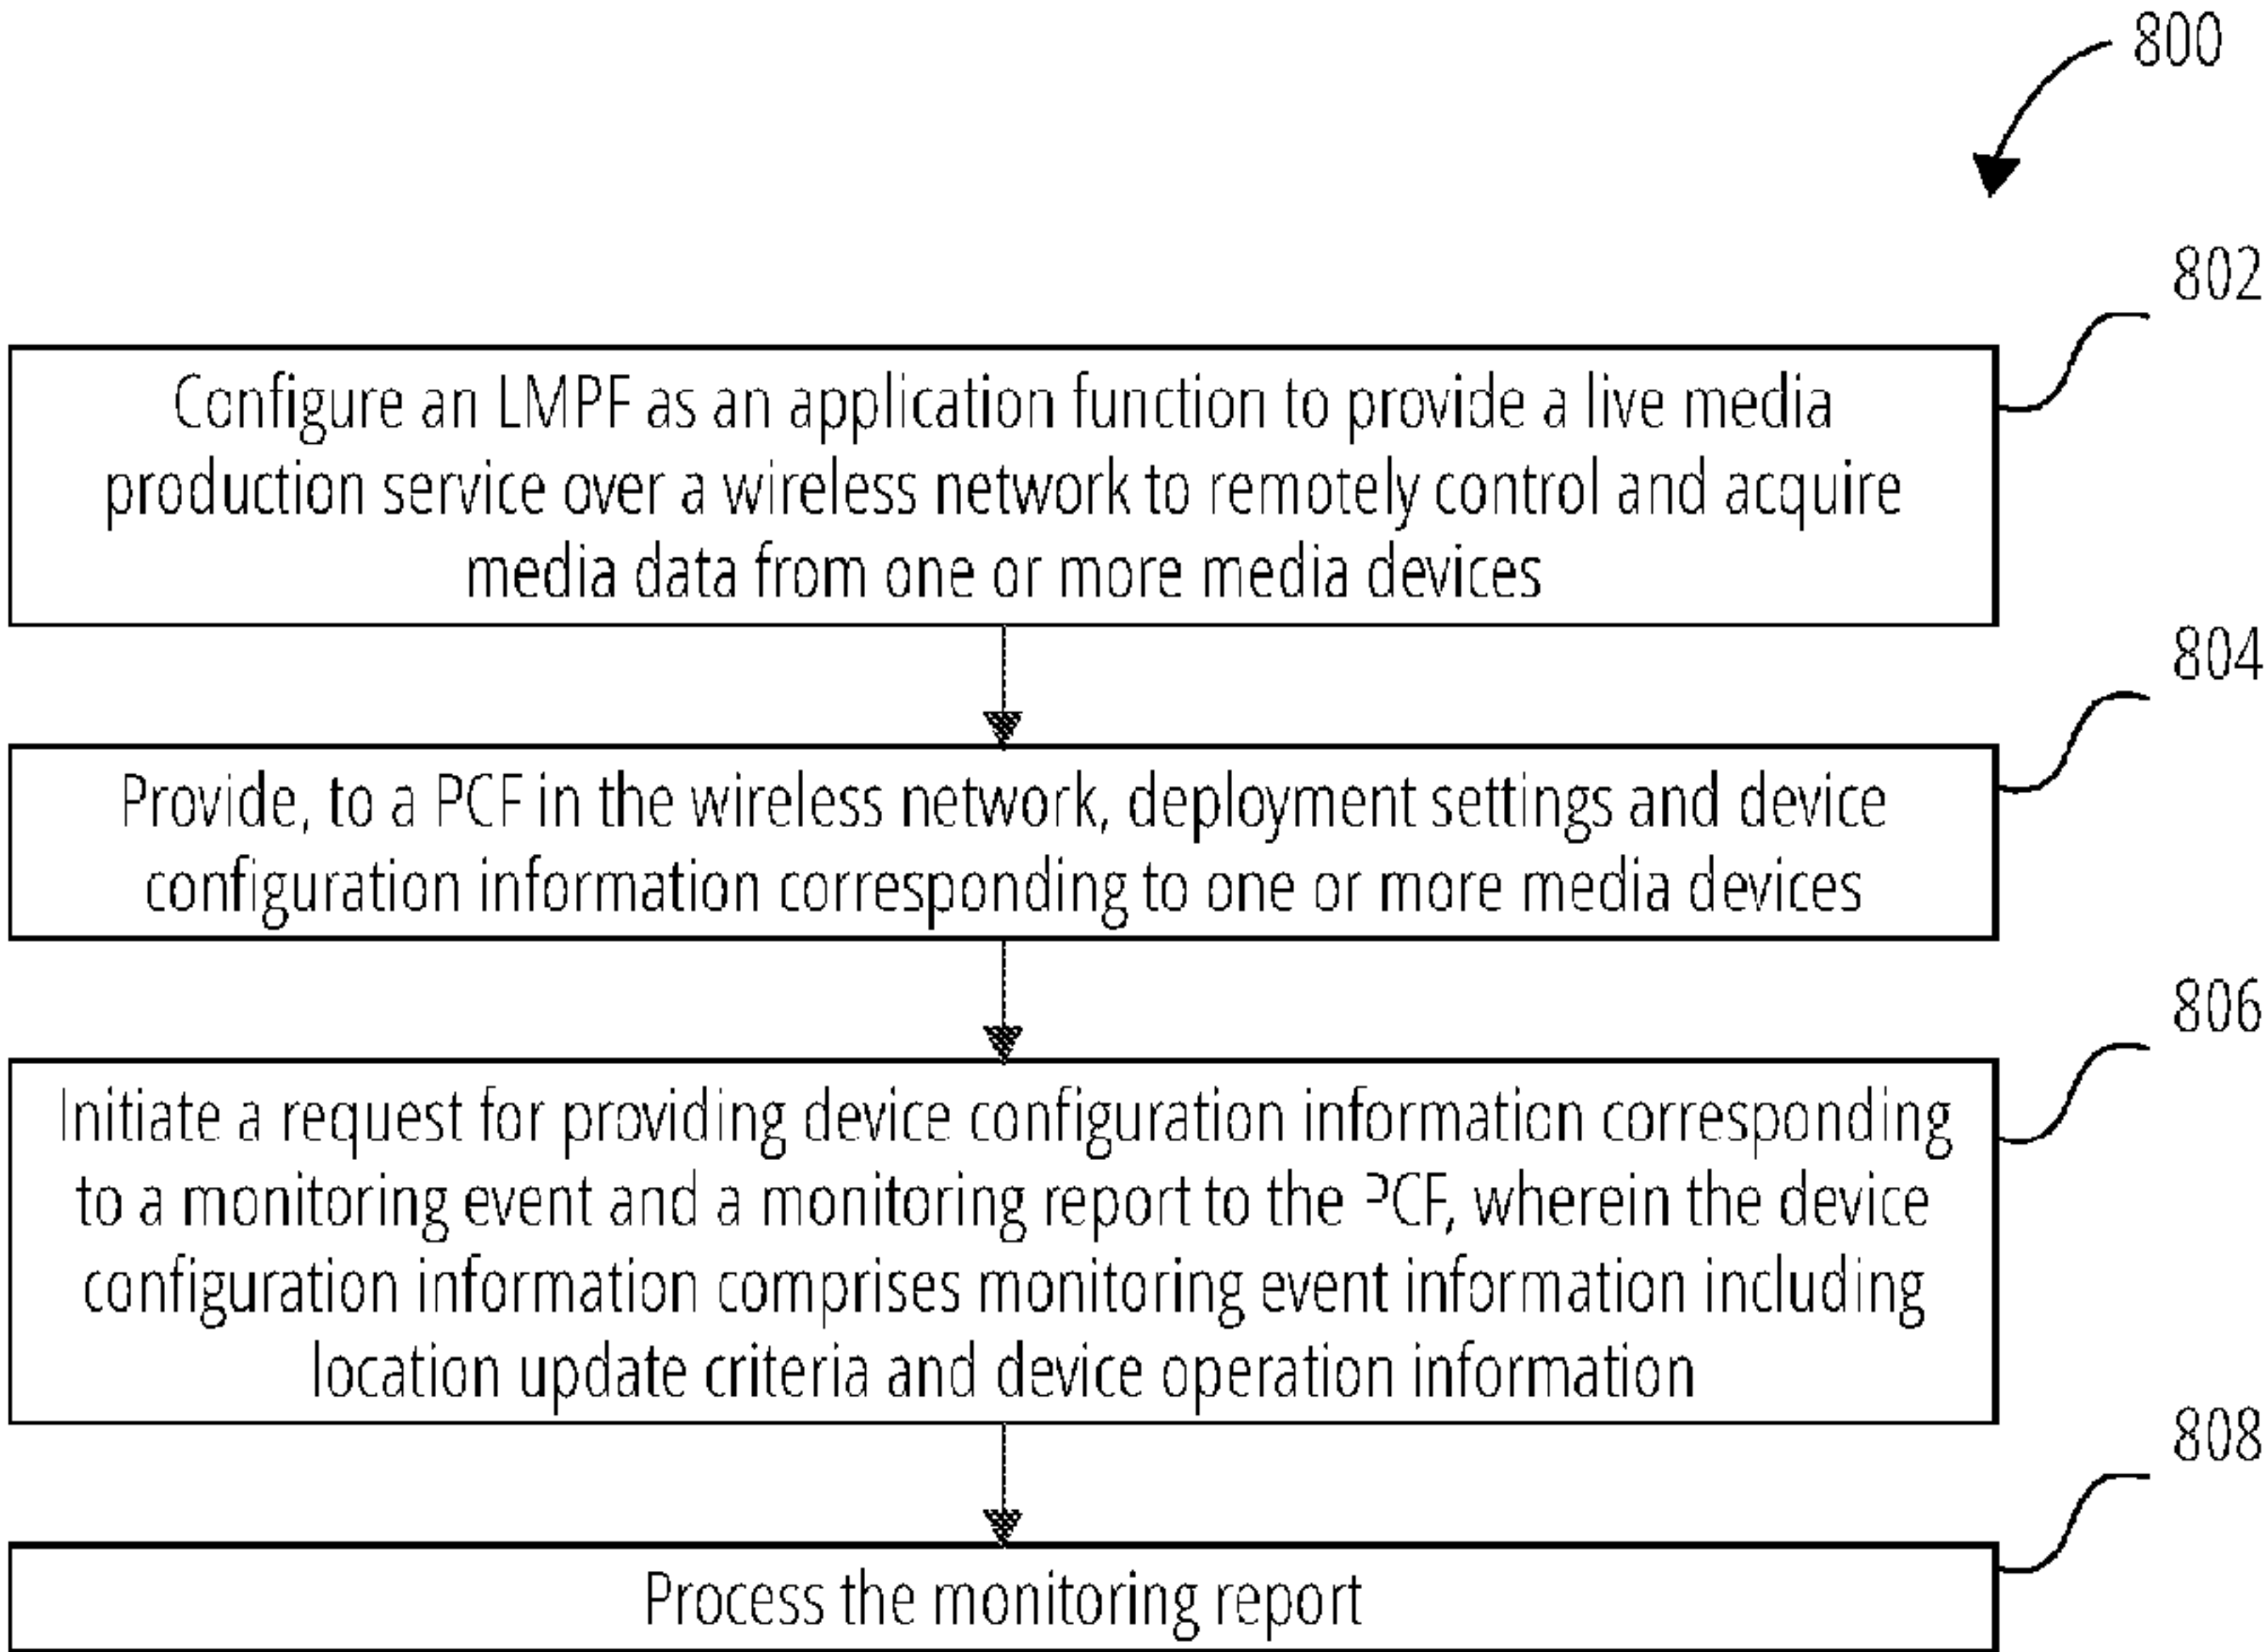 800
802
Configure an LMPF as an application function to provide a live media
production service over a wireless network to remotely control and acquire
media data from one or more media devices
804
Provide, to a PCF in the wireless network, deployment settings and device
configuration information corresponding to one or more media devices
806
Initiate a request for providing device configuration information corresponding
to a monitoring event and a monitoring report to the PCF, wherein the device
configuration information comprises monitoring event information including
location update criteria and device operation information
808
Process the monitoring report